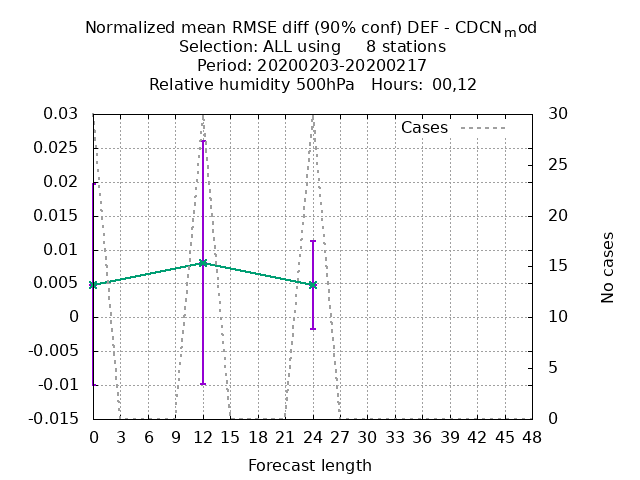 Normalized mean RMSE diff (90% conf) DEF - CDCNmod
Selection: ALL using 8 stations
Period: 20200203-20200217
Relative humidity 500hPa Hours: 00,12
Cases
0.03
0.025
0.02
0.015
0.01
0.005
0
-0.005
-0.01
-0.015
30
25
20
15
10
5
0
No cases
0 3 6 9 12 15 18 21 24 27 30 33 36 39 42 45 48
Forecast length